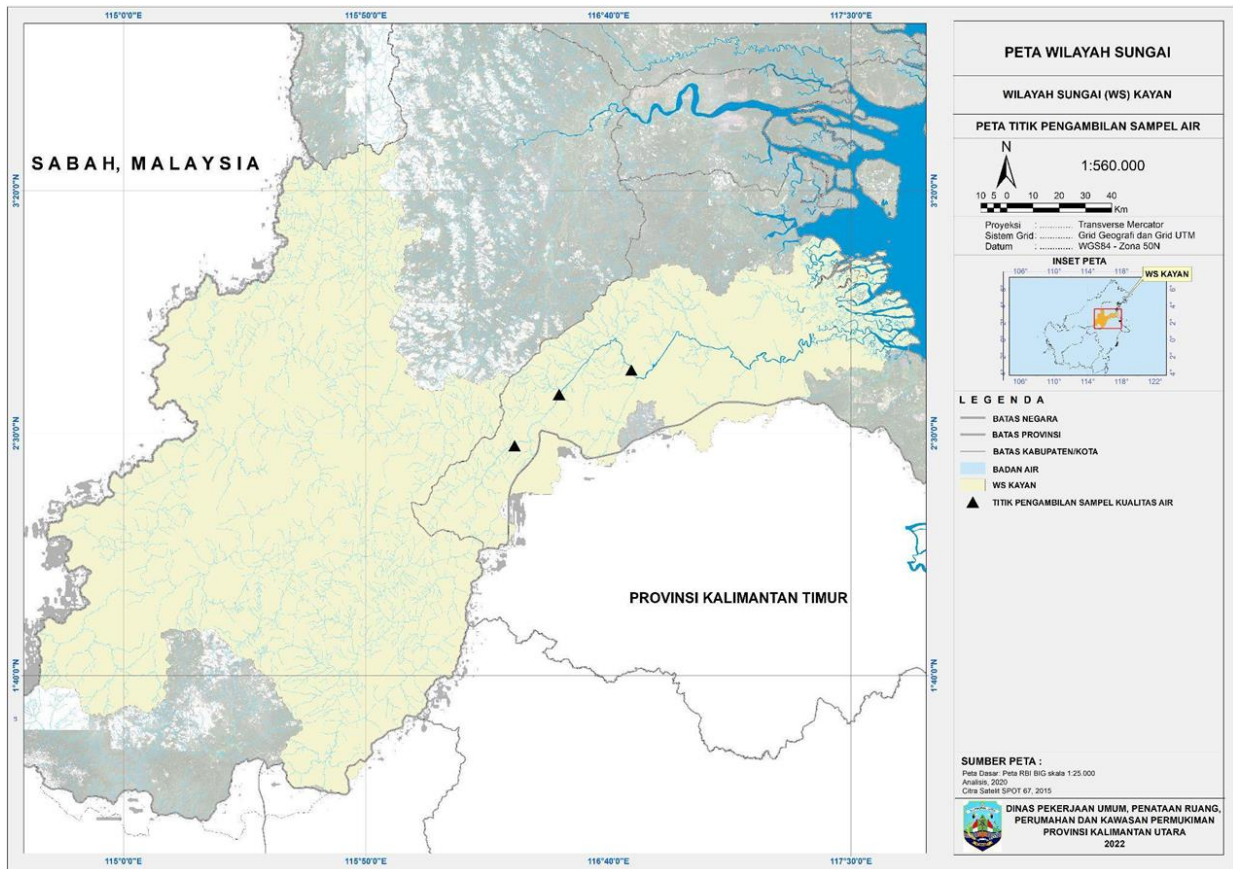 115°0'0"E 115°50'0"E 116°40'0"E 117°30'0"E
SABAH, MALAYSIA
3°20'0"N 3°20'0"N
2°30'0"N 2°30'0"N
1°40'0"N 1°40'0"N
PROVINSI KALIMANTAN TIMUR
115°0'0"E 115°50'0"E 116°40'0"E 117°30'0"E
PETA WILAYAH SUNGAI
WILAYAH SUNGAI (WS) KAYAN
PETA TITIK PENGAMBILAN SAMPEL AIR
N
1:560.000
10 5 0 10 20 30 40
Km
Proyeksi : ............ Transverse Mercator
Sistem Grid : ............ Grid Geografi dan Grid UTM
Datum : ............ WGS84 - Zona 50N
INSET PETA
WS KAYAN
106° 110° 114° 118°
106° 110° 114° 118° 122°
LEGENDA
BATAS NEGARA
BATAS PROVINSI
BATAS KABUPATEN/KOTA
BADAN AIR
WS KAYAN
TITIK PENGAMBILAN SAMPEL KUALITAS AIR
SUMBER PETA :
Peta Dasar: Peta RBI BIG skala 1:25.000
Analisis, 2020
Citra Satelit SPOT 67, 2015
DINAS PEKERJAAN UMUM, PENATAAN RUANG,
PERUMAHAN DAN KAWASAN PERMUKIMAN
PROVINSI KALIMANTAN UTARA
2022